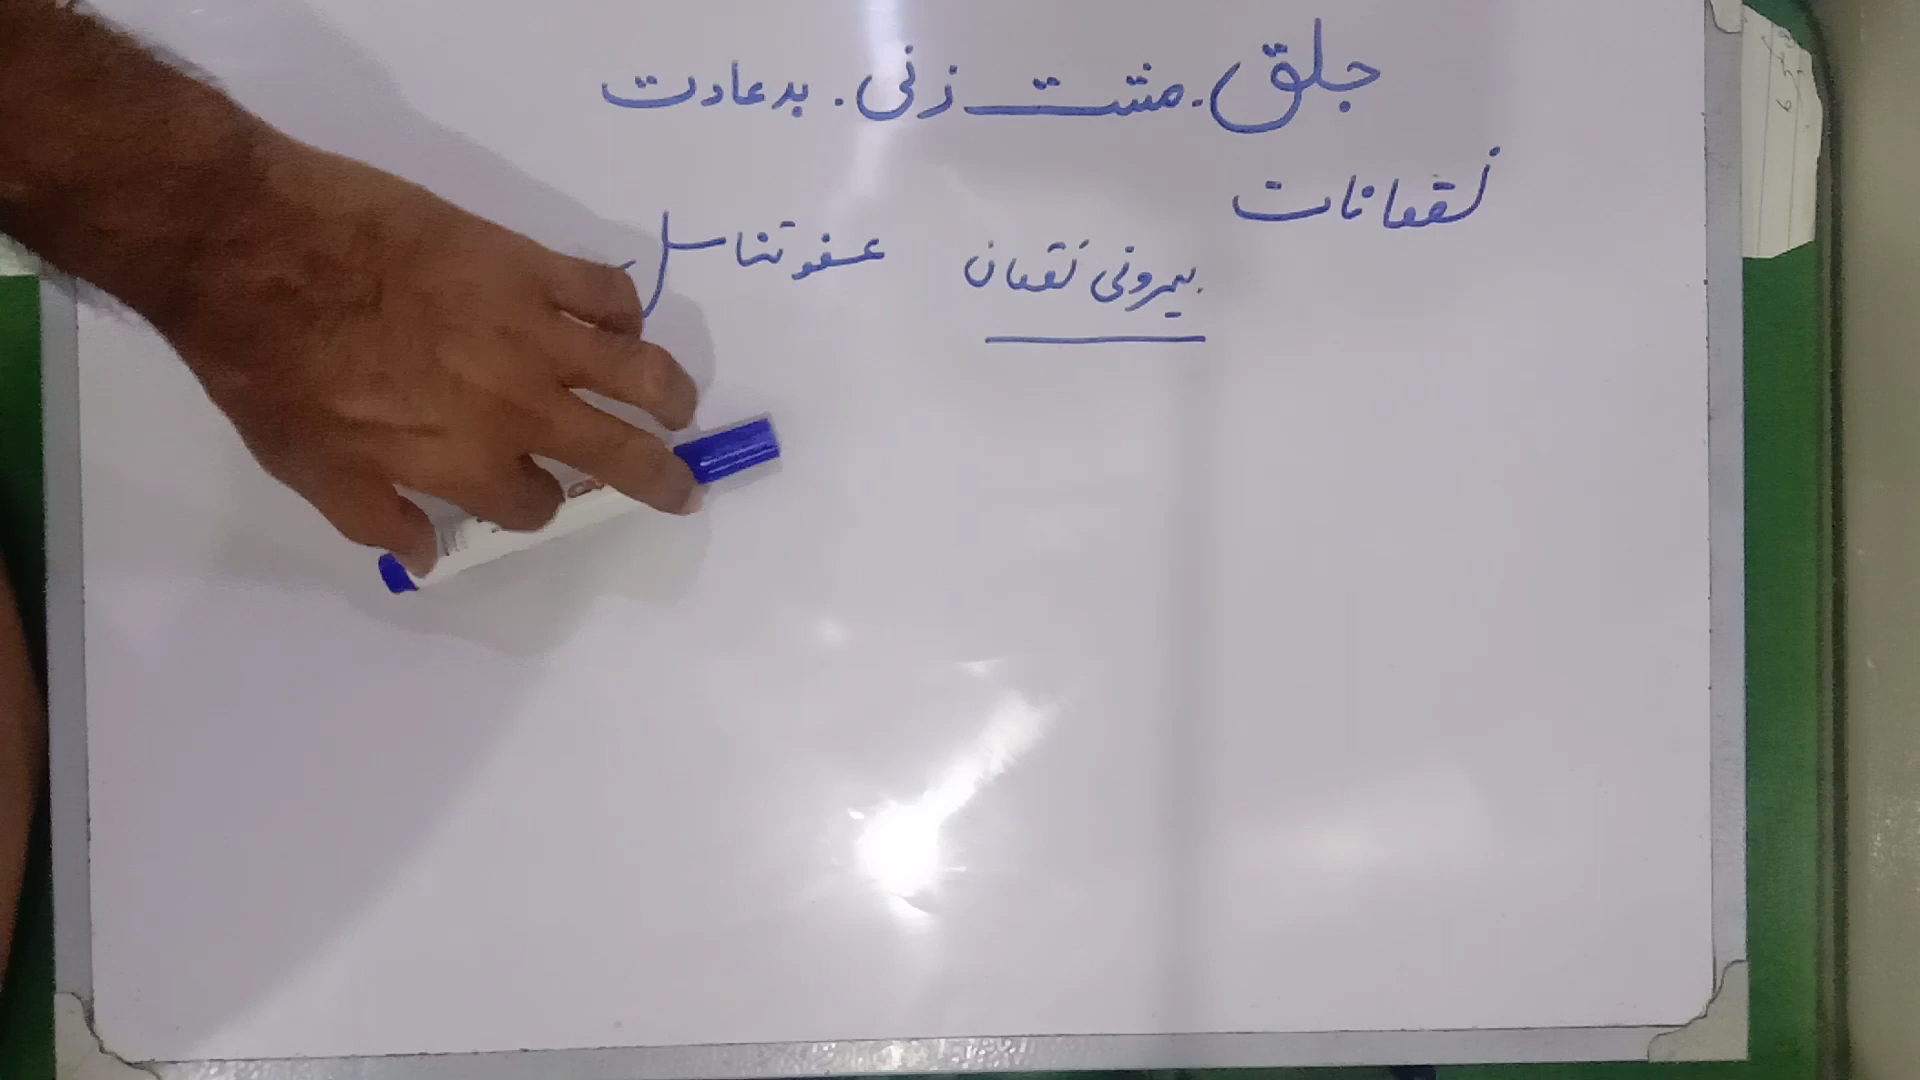 جلق. مشت زنی. بدعادت
نقصانات
بیرونی نقصان عضو تناسل